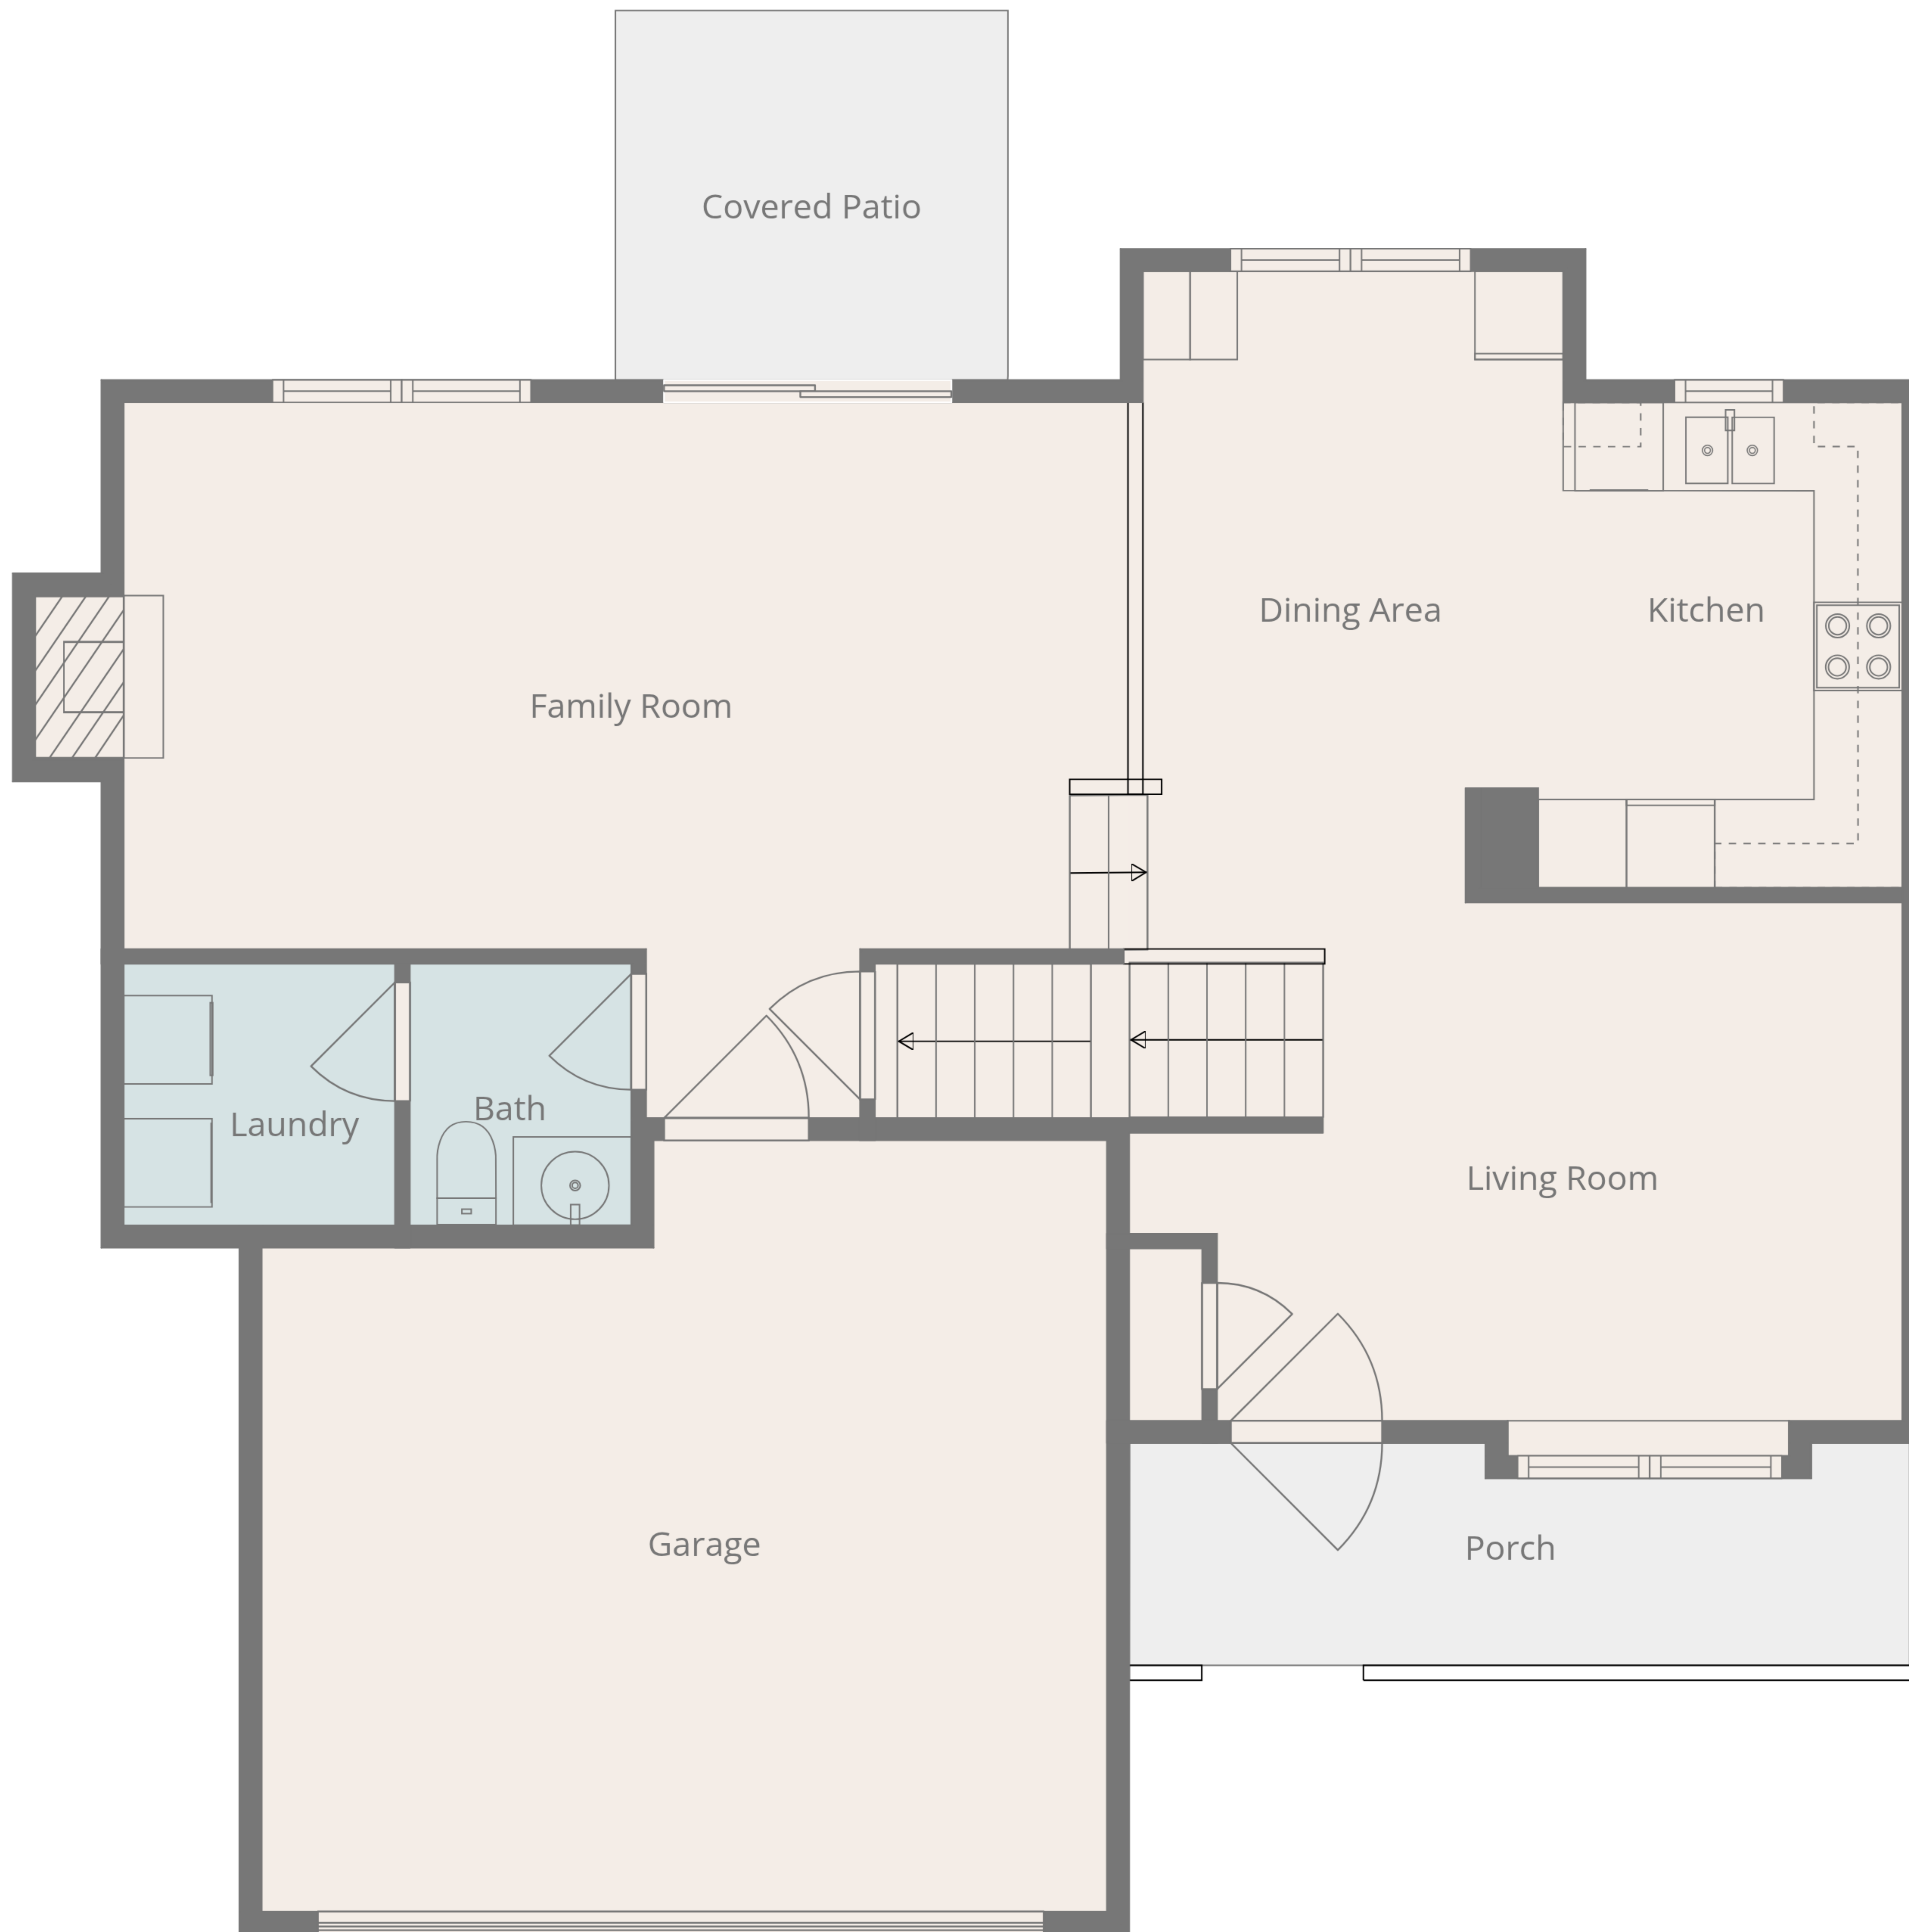 Covered Patio
Dining Area
Kitchen
Family Room
Laundry
Bath
Living Room
Garage
Porch